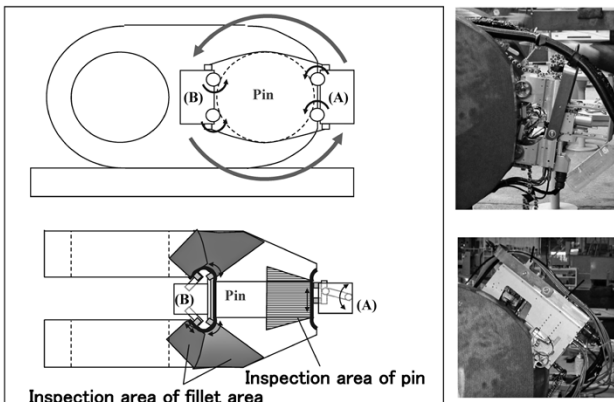 (B) Pin (A)
(B) Pin (A)
Inspection area of pin
Inspection area of fillet area